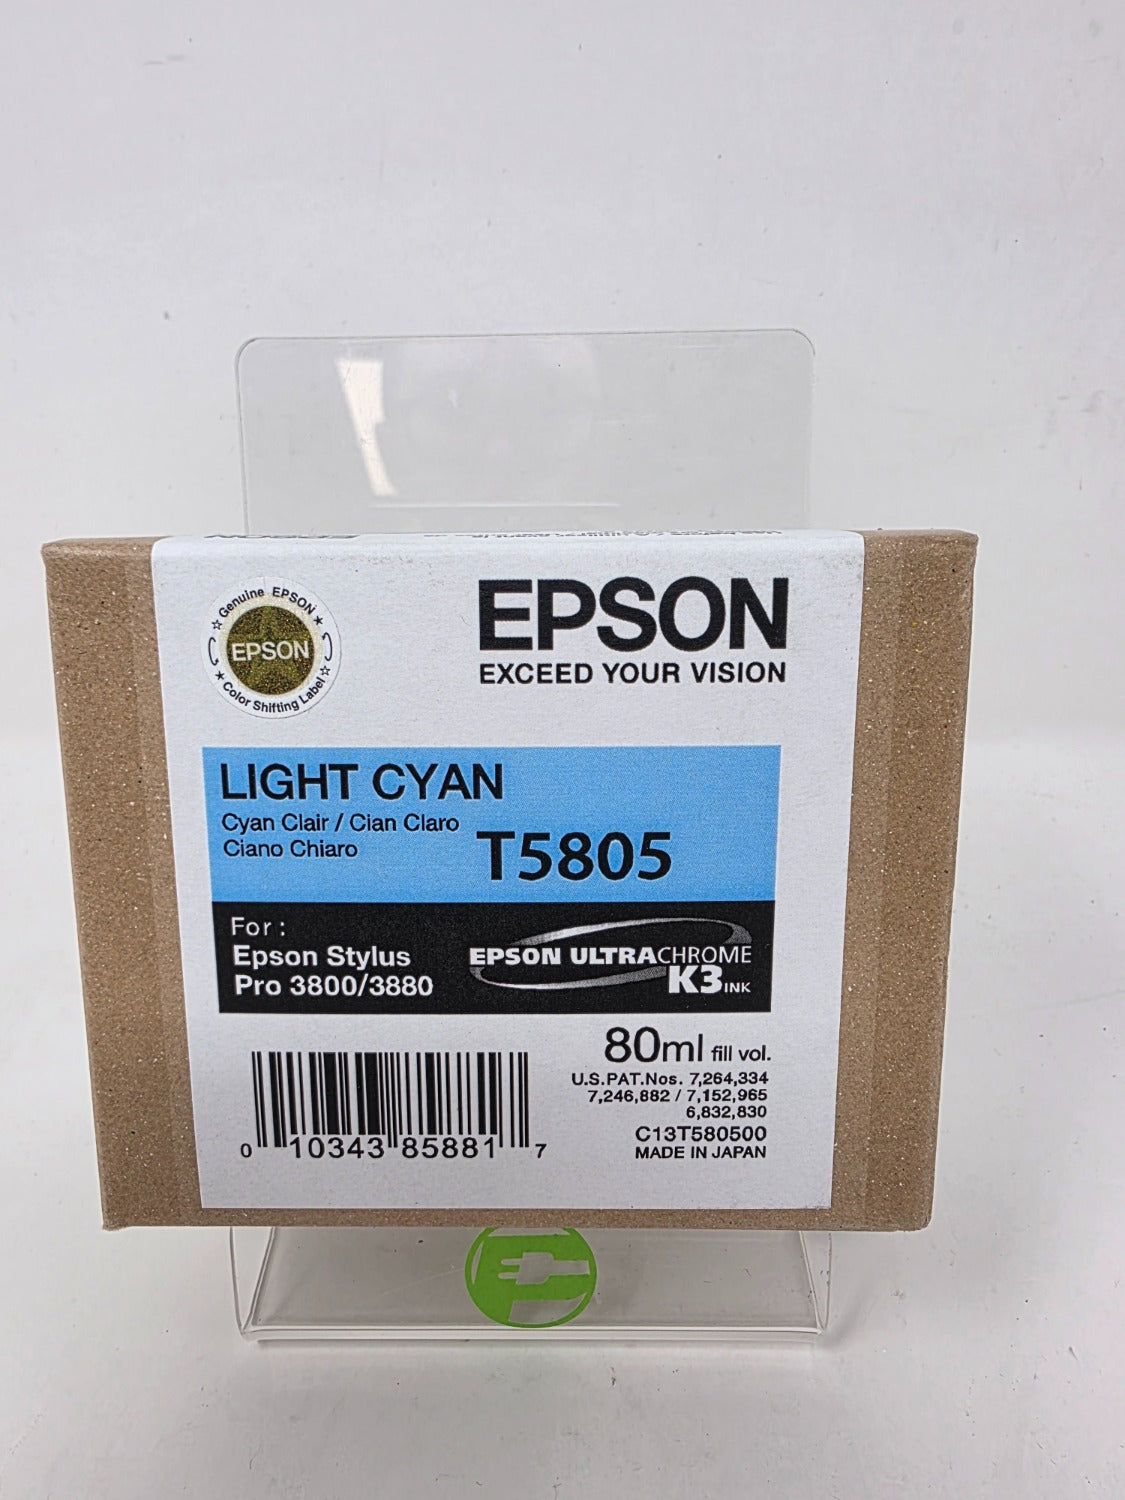 Genuine EPSON
EPSON
Color Shifting Label
EPSON
EXCEED YOUR VISION
LIGHT CYAN
Cyan Clair / Cian Claro
Ciano Chiaro
T5805
For :
Epson Stylus
Pro 3800/3880
EPSON ULTRACHROME
K3 INK
80ml fill vol.
U.S.PAT.Nos. 7,264,334
7,246,882 / 7,152,965
6,832,830
C13T580500
MADE IN JAPAN
0 10343 85881 7